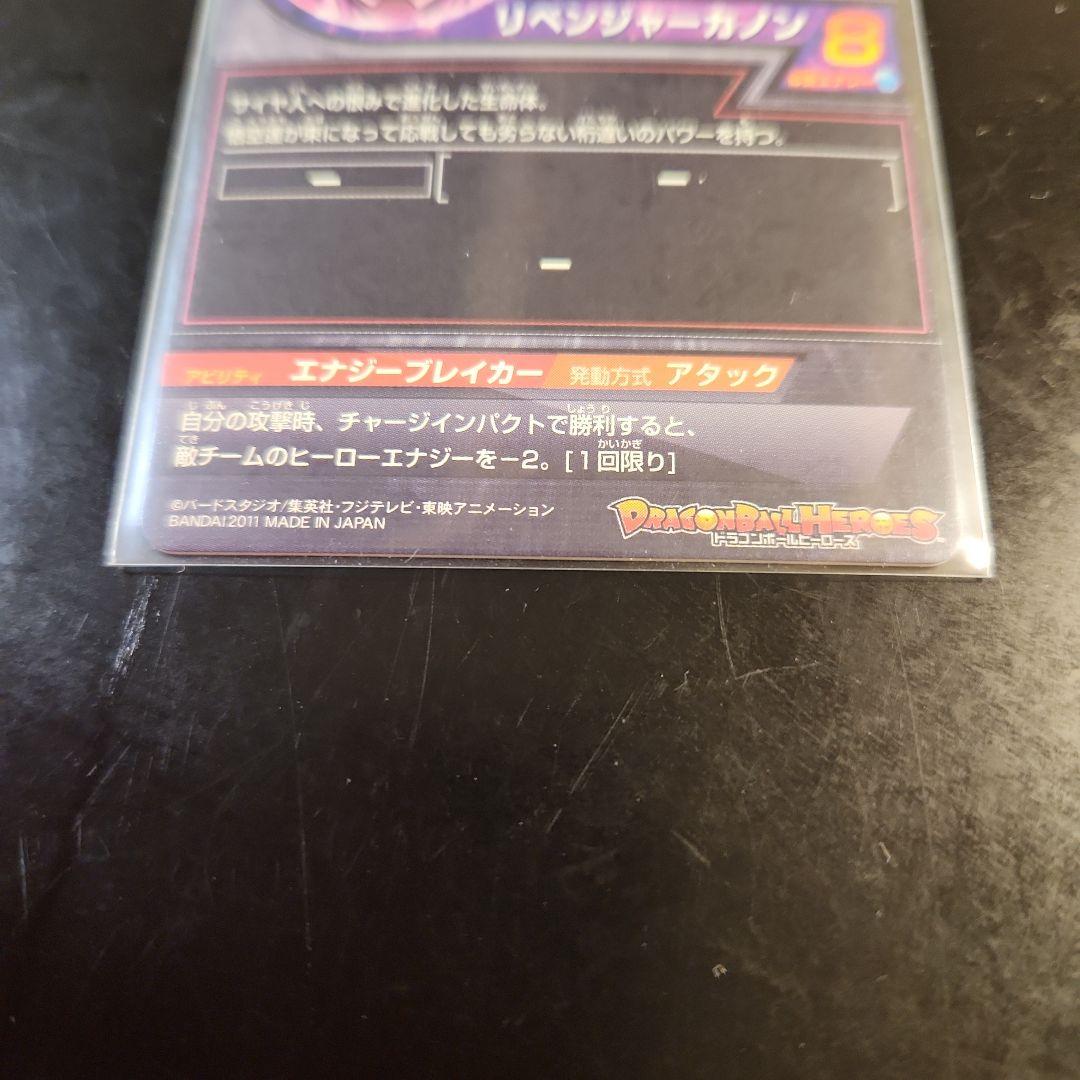 リベンジャーカノン
8
サイヤ人への恨みで進化した生命体。
悟空達が束になって応戦しても劣らない桁違いのパワーを持つ。
アビリティ エナジーブレイカー 発動方式 アタック
自分の攻撃時、チャージインパクトで勝利すると、
敵チームのヒーローエナジーを－2。[1回限り]
©バードスタジオ/集英社・フジテレビ・東映アニメーション
BANDAI 2011 MADE IN JAPAN
DRAGONBALL HEROES
ドラゴンボールヒーローズ